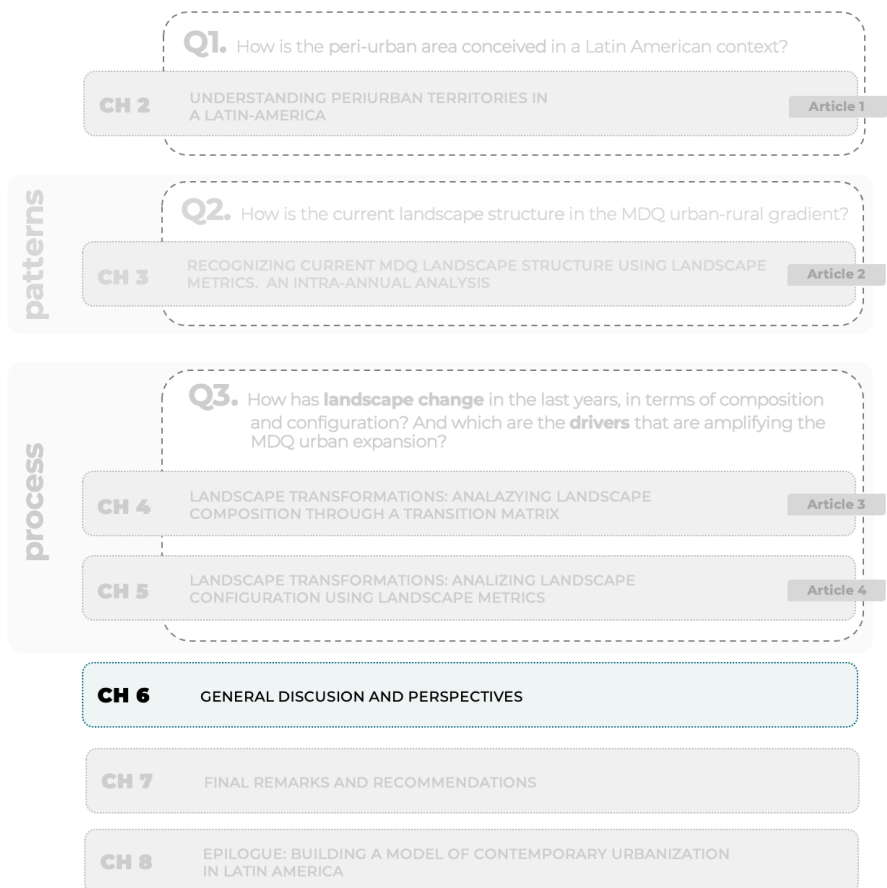 Q1. How is the peri-urban area conceived in a Latin American context?
CH 2
UNDERSTANDING PERIURBAN TERRITORIES IN
A LATIN-AMERICA
Article 1
patterns
Q2. How is the current landscape structure in the MDQ urban-rural gradient?
CH 3
RECOGNIZING CURRENT MDQ LANDSCAPE STRUCTURE USING LANDSCAPE
METRICS. AN INTRA-ANNUAL ANALYSIS
Article 2
process
Q3. How has landscape change in the last years, in terms of composition
and configuration? And which are the drivers that are amplifying the
MDQ urban expansion?
CH 4
LANDSCAPE TRANSFORMATIONS: ANALAZYING LANDSCAPE
COMPOSITION THROUGH A TRANSITION MATRIX
Article 3
CH 5
LANDSCAPE TRANSFORMATIONS: ANALIZING LANDSCAPE
CONFIGURATION USING LANDSCAPE METRICS
Article 4
CH 6
GENERAL DISCUSION AND PERSPECTIVES
CH 7
FINAL REMARKS AND RECOMMENDATIONS
CH 8
EPILOGUE: BUILDING A MODEL OF CONTEMPORARY URBANIZATION
IN LATIN AMERICA